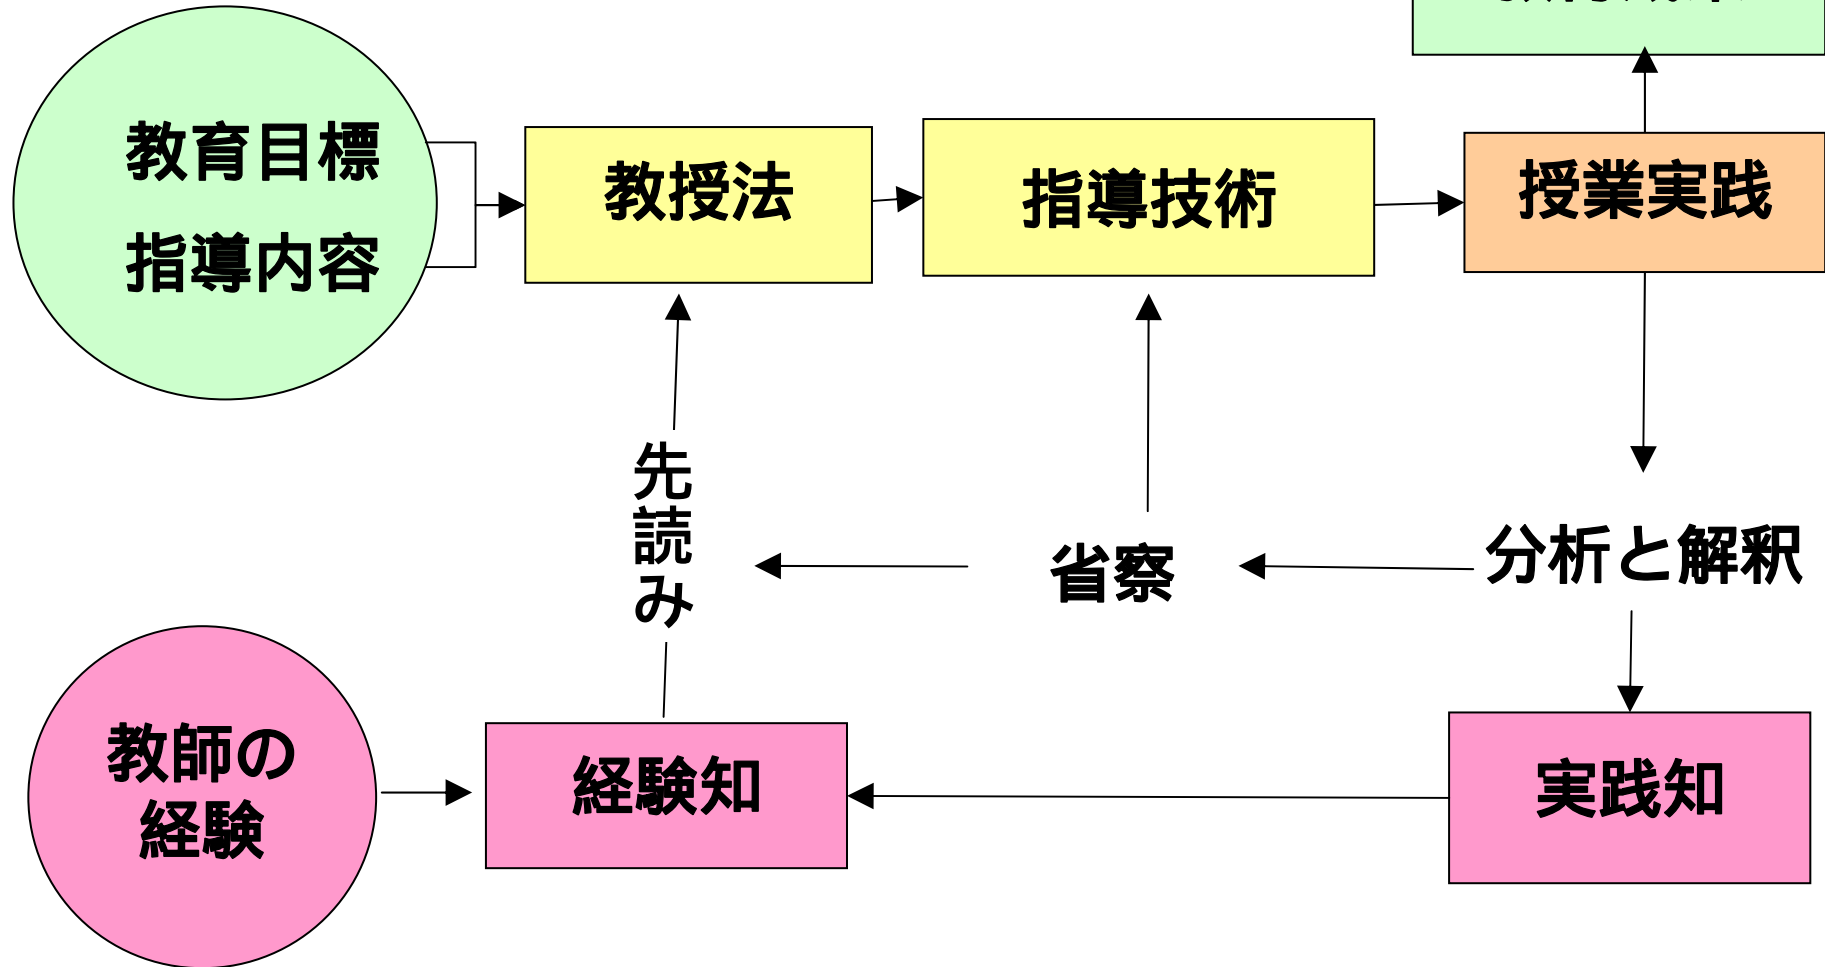 教育目標
指導内容
教授法
指導技術
授業実践
先読み
省察
分析と解釈
教師の
経験
経験知
実践知